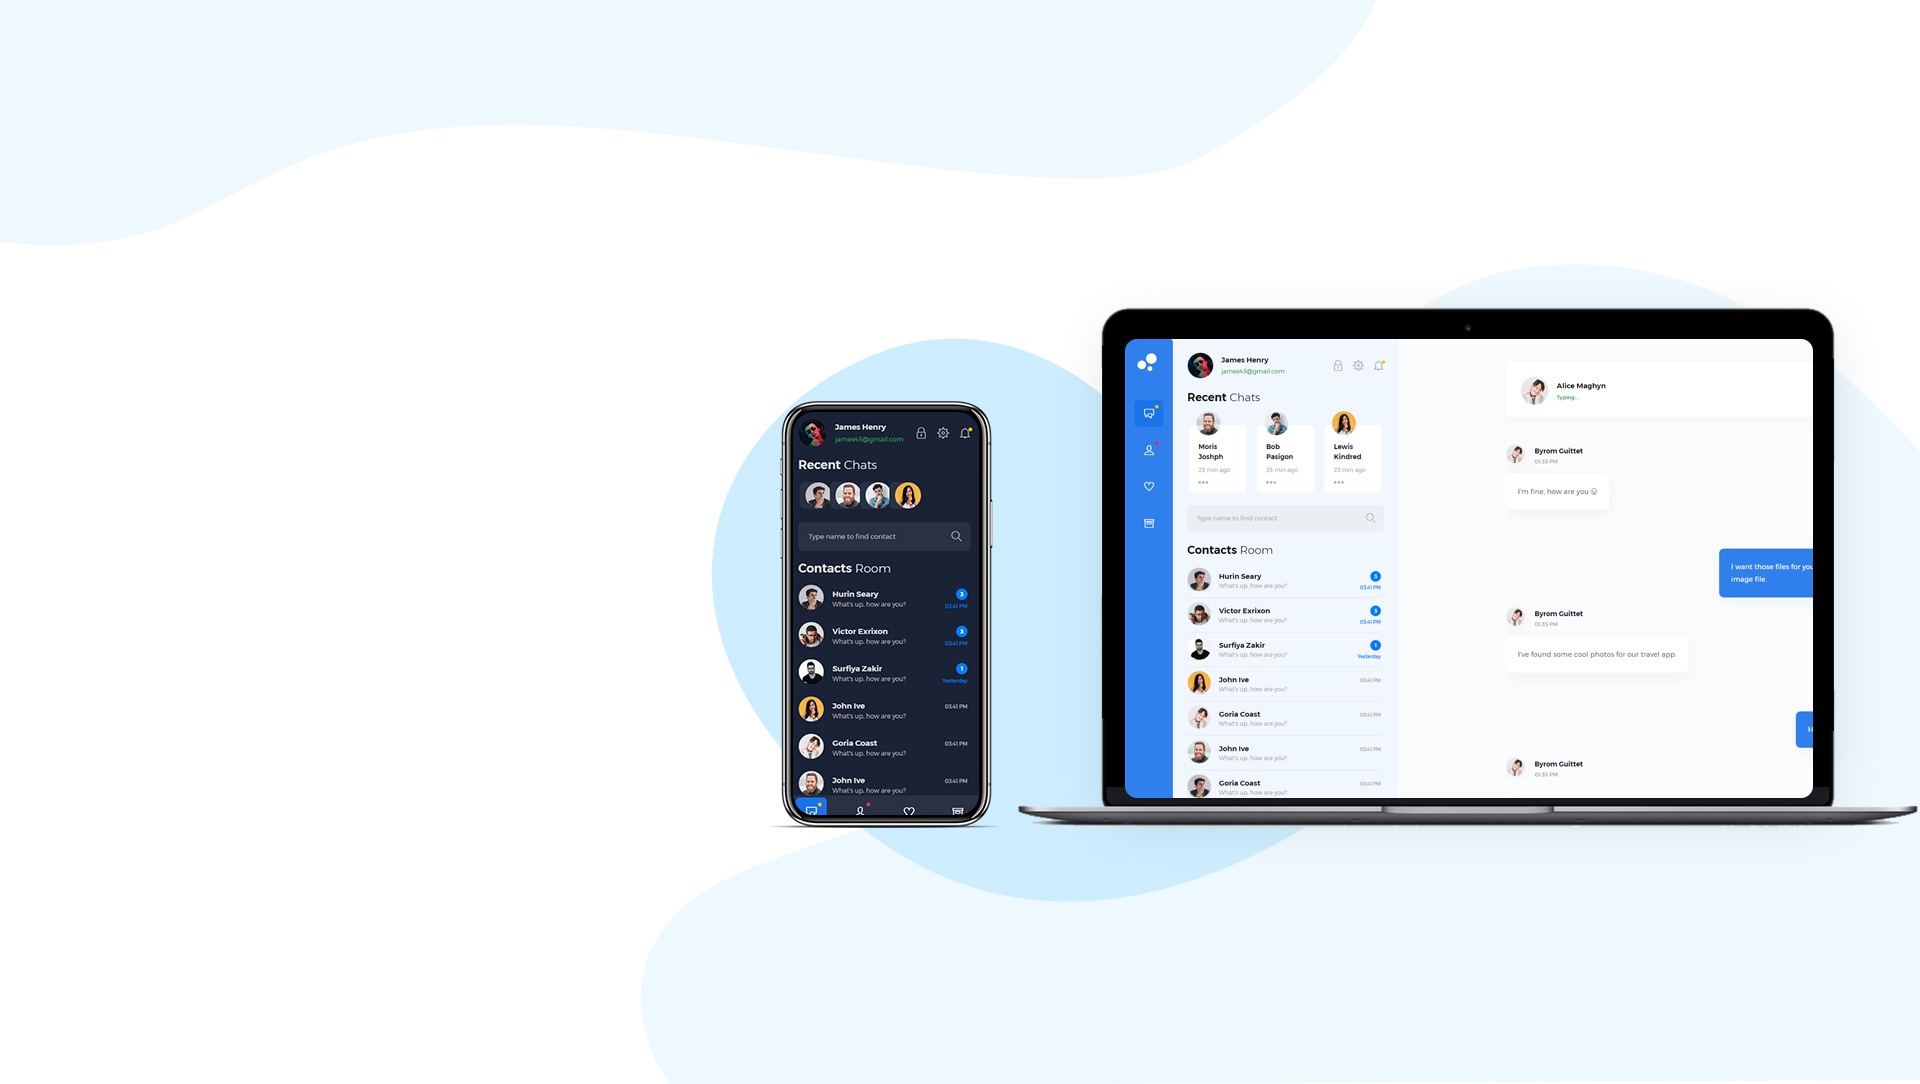 James Henry
james43@gmail.com
Recent Chats
Type name to find contact
Contacts Room
Hurin Seary
3
What's up, how are you?
03:41 PM
Victor Exrixon
3
What's up, how are you?
03:41 PM
Surfiya Zakir
1
What's up, how are you?
Yesterday
John Ive
03:41 PM
What's up, how are you?
Goria Coast
03:41 PM
What's up, how are you?
John Ive
03:41 PM
What's up, how are you?
James Henry
james43@gmail.com
Recent Chats
Moris
Joshph
23 min ago
Bob
Pasigon
23 min ago
Lewis
Kindred
23 min ago
Type name to find contact
Contacts Room
Hurin Seary
3
What's up, how are you?
03:41 PM
Victor Exrixon
3
What's up, how are you?
03:41 PM
Surfiya Zakir
1
What's up, how are you?
Yesterday
John Ive
03:41 PM
What's up, how are you?
Goria Coast
03:41 PM
What's up, how are you?
John Ive
03:41 PM
What's up, how are you?
Goria Coast
03:41 PM
What's up, how are you?
Alice Maghyn
Typing...
Byrom Guittet
01:35 PM
I'm fine, how are you 😃
I want those files for you
image file.
Byrom Guittet
01:35 PM
I've found some cool photos for our travel app.
H
Byrom Guittet
01:35 PM